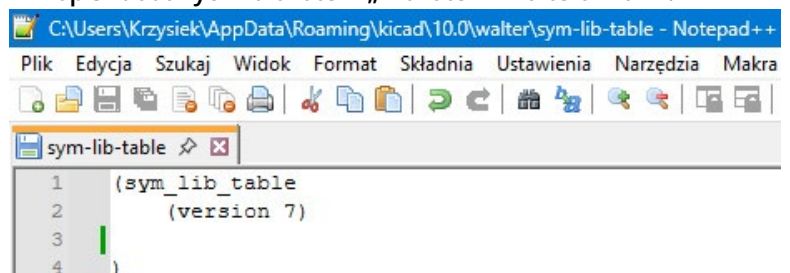 C:\Users\Krzysiek\AppData\Roaming\kicad\10.0\walter\sym-lib-table - Notepad++
Plik Edycja Szukaj Widok Format Składnia Ustawienia Narzędzia Makra
sym-lib-table
1 (sym_lib_table
2 (version 7)
3
4 )